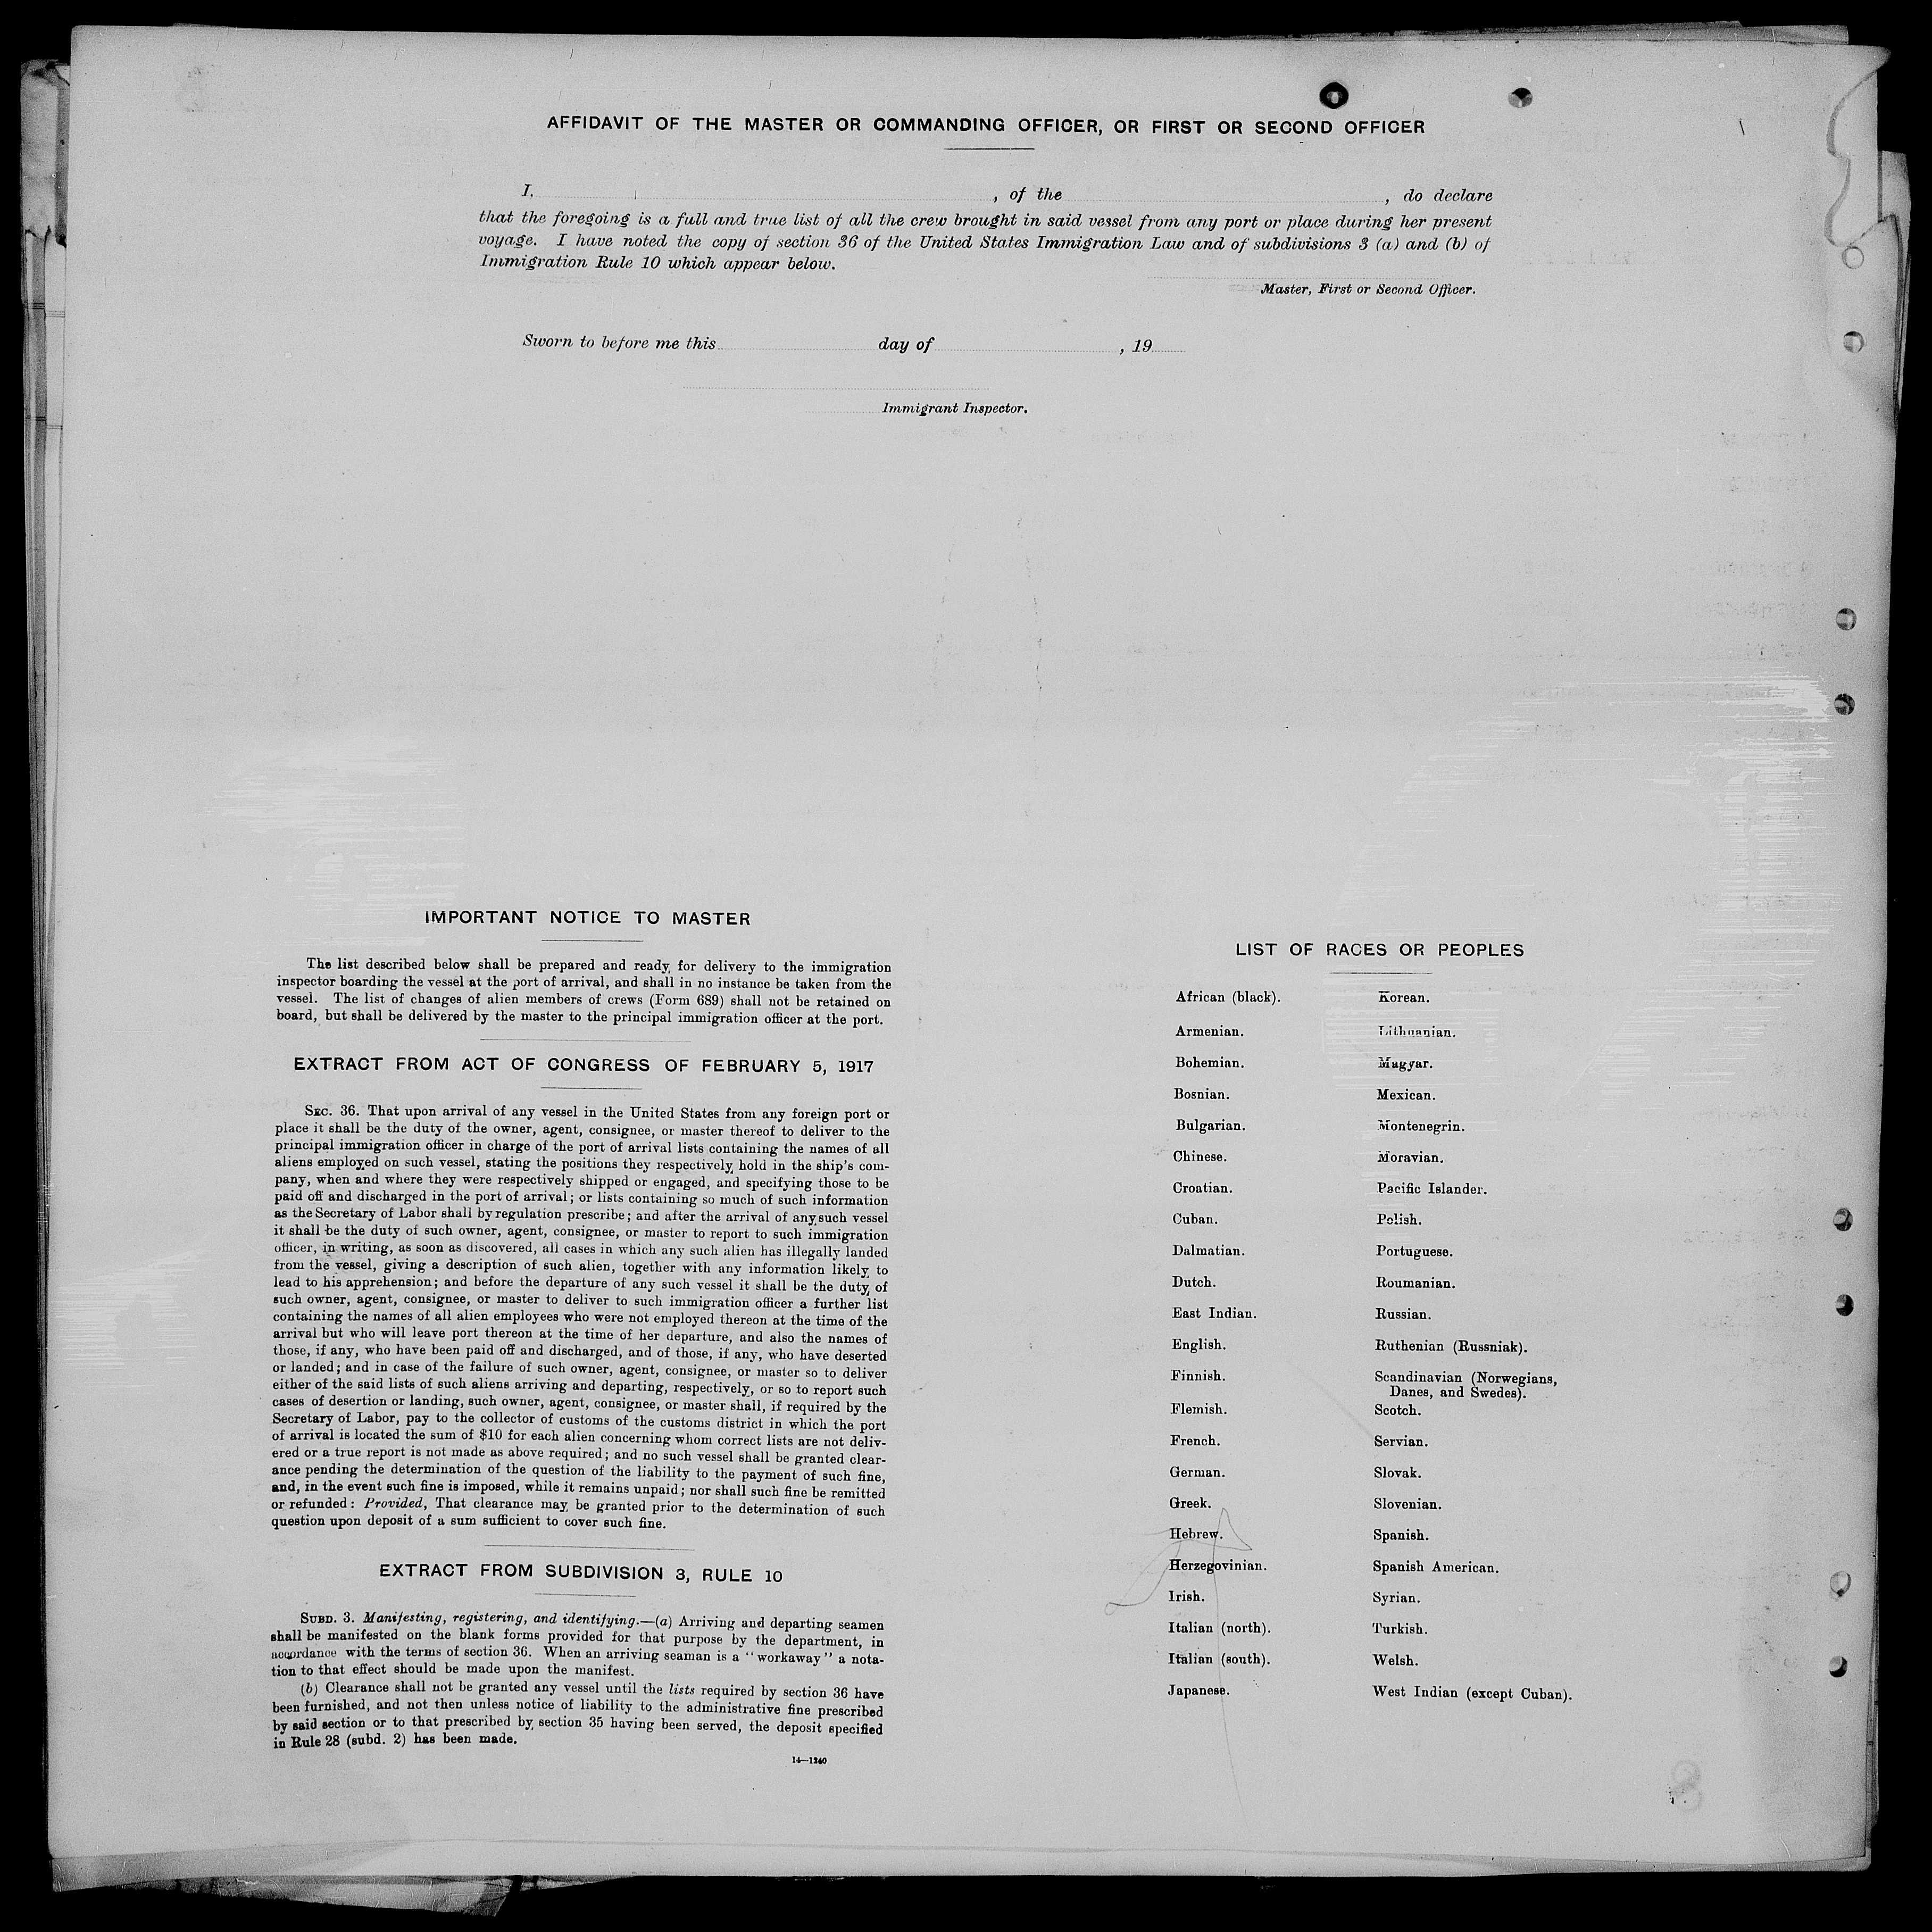 AFFIDAVIT OF THE MASTER OR COMMANDING OFFICER, OR FIRST OR SECOND OFFICER
I, , of the , do declare
that the foregoing is a full and true list of all the crew brought in said vessel from any port or place during her present
voyage. I have noted the copy of section 36 of the United States Immigration Law and of subdivisions 3 (a) and (b) of
Immigration Rule 10 which appear below.
Master, First or Second Officer.
Sworn to before me this day of , 19
Immigrant Inspector.
IMPORTANT NOTICE TO MASTER
The list described below shall be prepared and ready for delivery to the immigration
inspector boarding the vessel at the port of arrival, and shall in no instance be taken from the
vessel. The list of changes of alien members of crews (Form 689) shall not be retained on
board, but shall be delivered by the master to the principal immigration officer at the port.
EXTRACT FROM ACT OF CONGRESS OF FEBRUARY 5, 1917
SEC. 36. That upon arrival of any vessel in the United States from any foreign port or
place it shall be the duty of the owner, agent, consignee, or master thereof to deliver to the
principal immigration officer in charge of the port of arrival lists containing the names of all
aliens employed on such vessel, stating the positions they respectively hold in the ship's com-
pany, when and where they were respectively shipped or engaged, and specifying those to be
paid off and discharged in the port of arrival; or lists containing so much of such information
as the Secretary of Labor shall by regulation prescribe; and after the arrival of any such vessel
it shall be the duty of such owner, agent, consignee, or master to report to such immigration
officer, in writing, as soon as discovered, all cases in which any such alien has illegally landed
from the vessel, giving a description of such alien, together with any information likely to
lead to his apprehension; and before the departure of any such vessel it shall be the duty of
such owner, agent, consignee, or master to deliver to such immigration officer a further list
containing the names of all alien employees who were not employed thereon at the time of the
arrival but who will leave port thereon at the time of her departure, and also the names of
those, if any, who have been paid off and discharged, and of those, if any, who have deserted
or landed; and in case of the failure of such owner, agent, consignee, or master so to deliver
either of the said lists of such aliens arriving and departing, respectively, or so to report such
cases of desertion or landing, such owner, agent, consignee, or master shall, if required by the
Secretary of Labor, pay to the collector of customs of the customs district in which the port
of arrival is located the sum of $10 for each alien concerning whom correct lists are not deliv-
ered or a true report is not made as above required; and no such vessel shall be granted clear-
ance pending the determination of the question of the liability to the payment of such fine,
and, in the event such fine is imposed, while it remains unpaid; nor shall such fine be remitted
or refunded: Provided, That clearance may be granted prior to the determination of such
question upon deposit of a sum sufficient to cover such fine.
EXTRACT FROM SUBDIVISION 3, RULE 10
SUBD. 3. Manifesting, registering, and identifying.—(a) Arriving and departing seamen
shall be manifested on the blank forms provided for that purpose by the department, in
accordance with the terms of section 36. When an arriving seaman is a "workaway" a nota-
tion to that effect should be made upon the manifest.
(b) Clearance shall not be granted any vessel until the lists required by section 36 have
been furnished, and not then unless notice of liability to the administrative fine prescribed
by said section or to that prescribed by section 35 having been served, the deposit specified
in Rule 28 (subd. 2) has been made.
14—1240
LIST OF RACES OR PEOPLES
African (black).
Armenian.
Bohemian.
Bosnian.
Bulgarian.
Chinese.
Croatian.
Cuban.
Dalmatian.
Dutch.
East Indian.
English.
Finnish.
Flemish.
French.
German.
Greek.
Hebrew.
Herzegovinian.
Irish.
Italian (north).
Italian (south).
Japanese.
Korean.
Lithuanian.
Magyar.
Mexican.
Montenegrin.
Moravian.
Pacific Islander.
Polish.
Portuguese.
Roumanian.
Russian.
Ruthenian (Russniak).
Scandinavian (Norwegians,
Danes, and Swedes).
Scotch.
Servian.
Slovak.
Slovenian.
Spanish.
Spanish American.
Syrian.
Turkish.
Welsh.
West Indian (except Cuban).